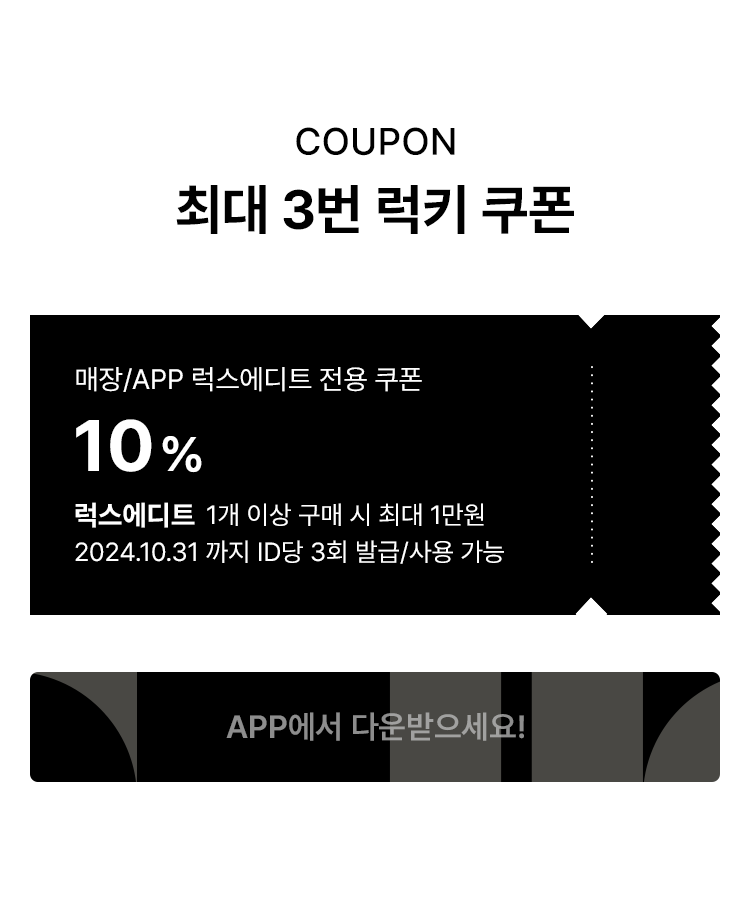 COUPON
최대 3번 럭키 쿠폰
매장/APP 럭스에디트 전용 쿠폰
10%
럭스에디트 1개 이상 구매 시 최대 1만원
2024.10.31 까지 ID당 3회 발급/사용 가능
APP에서 다운받으세요!